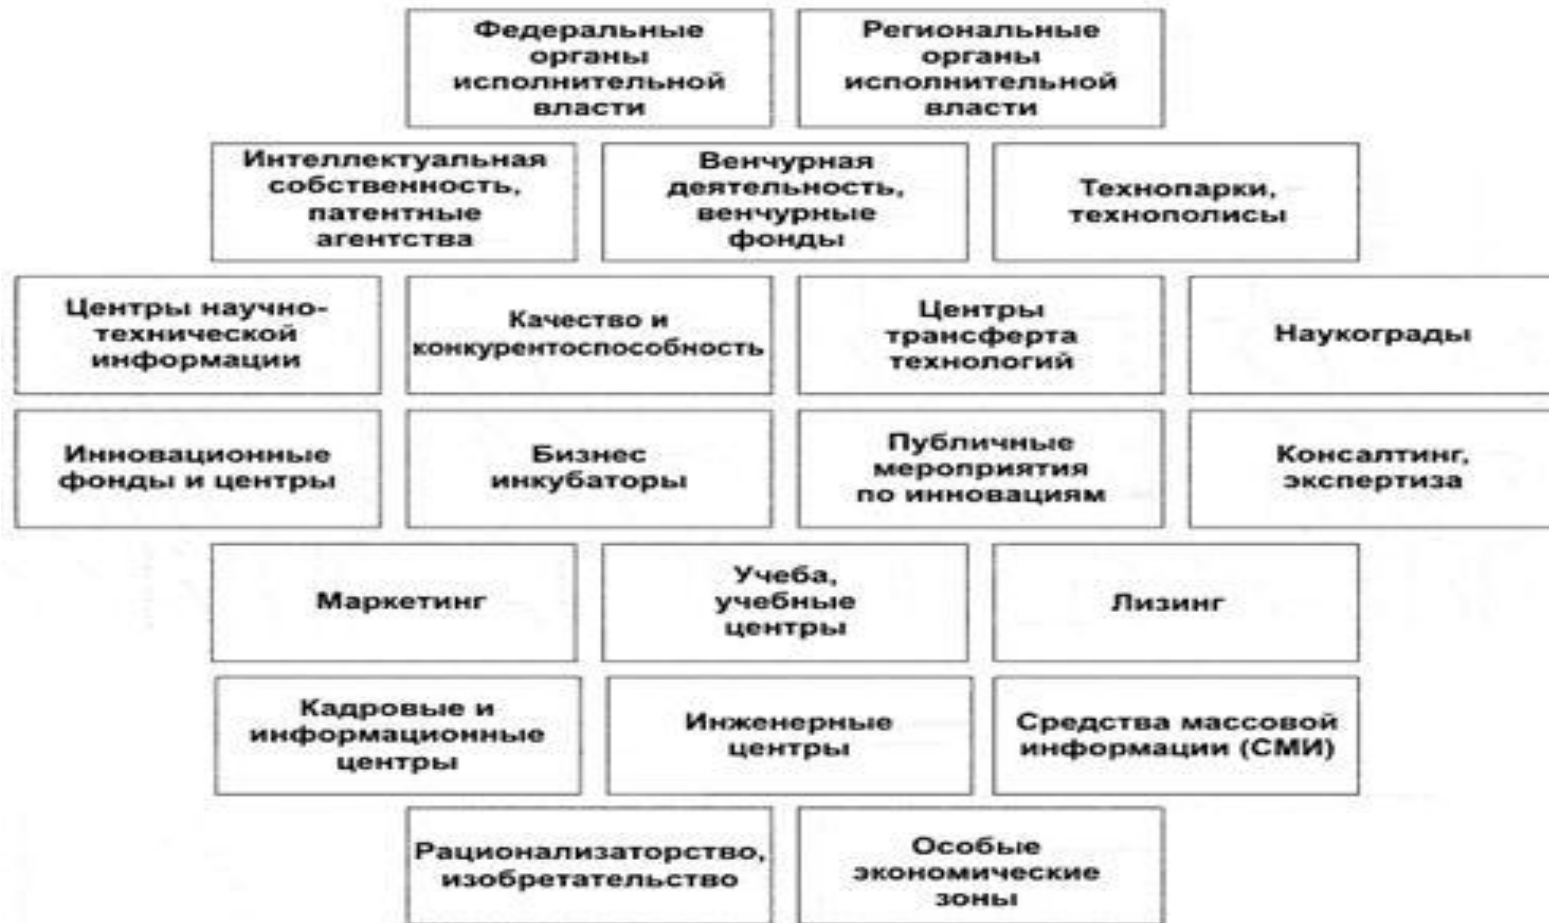 Федеральные
органы
исполнительной
власти
Региональные
органы
исполнительной
власти
Интеллектуальная
собственность,
патентные
агентства
Венчурная
деятельность,
венчурные
фонды
Технопарки,
технополисы
Центры научно-
технической
информации
Качество и
конкурентоспособность
Центры
трансферта
технологий
Наукограды
Инновационные
фонды и центры
Бизнес
инкубаторы
Публичные
мероприятия
по инновациям
Консалтинг,
экспертиза
Маркетинг
Учеба,
учебные
центры
Лизинг
Кадровые и
информационные
центры
Инженерные
центры
Средства массовой
информации (СМИ)
Рационализаторство,
изобретательство
Особые
экономические
зоны